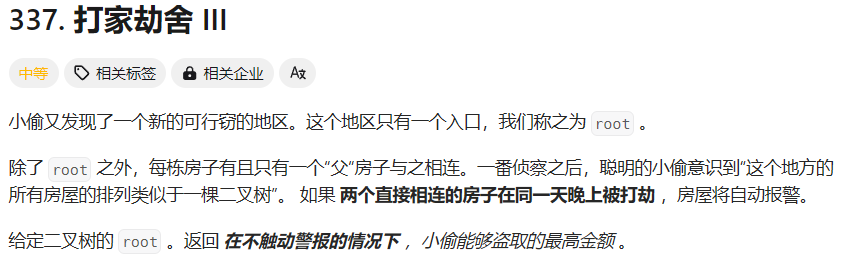 337. 打家劫舍 III
中等 相关标签 相关企业 A文
小偷又发现了一个新的可行窃的地区。这个地区只有一个入口，我们称之为 root 。
除了 root 之外，每栋房子有且只有一个“父“房子与之相连。一番侦察之后，聪明的小偷意识到“这个地方的
所有房屋的排列类似于一棵二叉树”。 如果 两个直接相连的房子在同一天晚上被打劫 ，房屋将自动报警。
给定二叉树的 root 。返回 在不触动警报的情况下 ，小偷能够盗取的最高金额 。